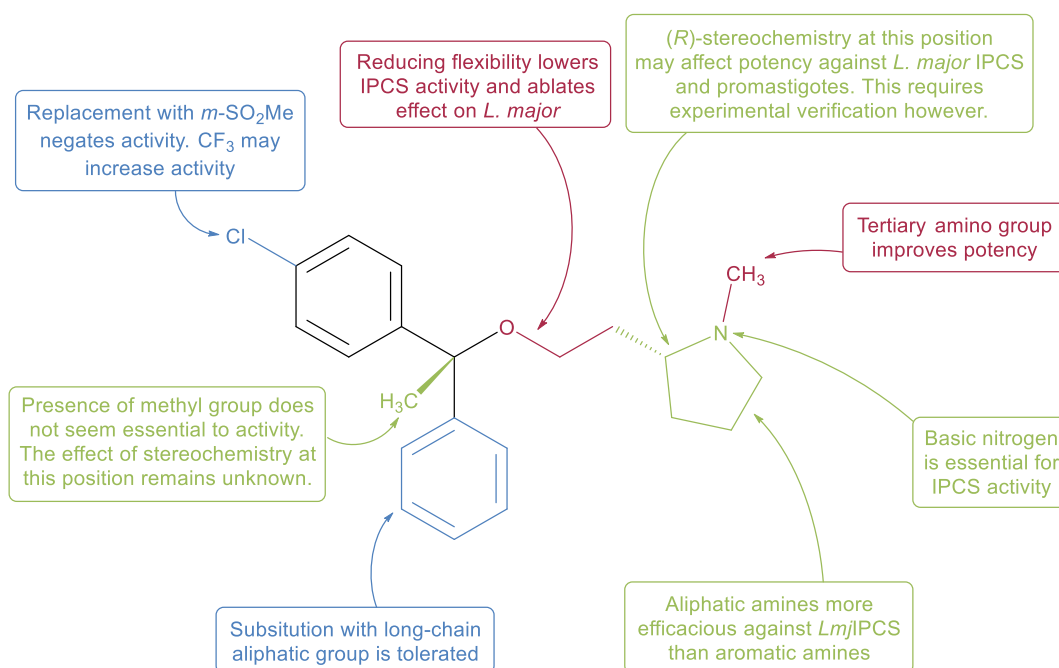 (R)-stereochemistry at this position
may affect potency against L. major IPCS
and promastigotes. This requires
experimental verification however.
Reducing flexibility lowers
IPCS activity and ablates
effect on L. major
Replacement with m-SO₂Me
negates activity. CF₃ may
increase activity
Tertiary amino group
improves potency
Cl
CH₃
O
N
H₃C
Presence of methyl group does
not seem essential to activity.
The effect of stereochemistry at
this position remains unknown.
Basic nitrogen
is essential for
IPCS activity
Subsitution with long-chain
aliphatic group is tolerated
Aliphatic amines more
efficacious against LmjIPCS
than aromatic amines